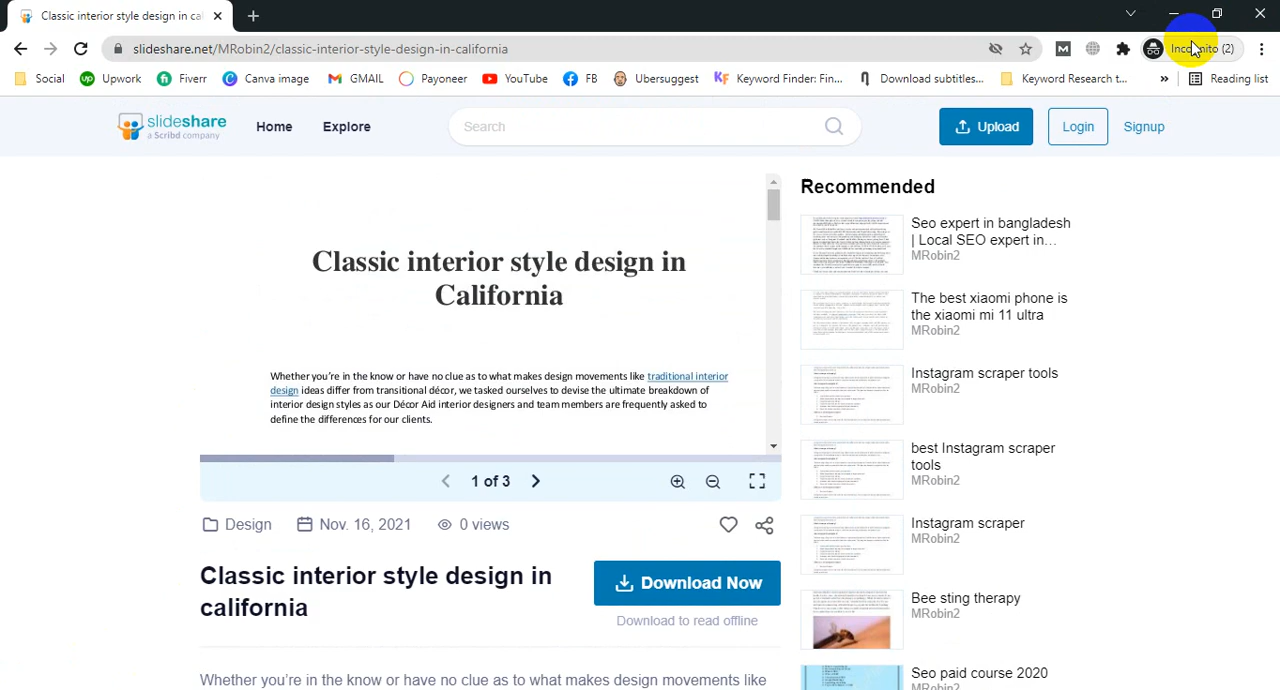 Classic interior style design in cal
slideshare.net/MRobin2/classic-interior-style-design-in-california
Incognito (2)
Social
Upwork
Fiverr
Canva image
GMAIL
Payoneer
YouTube
FB
Ubersuggest
Keyword Finder: Fin...
Download subtitles...
Keyword Research t...
»
Reading list
slideshare
a Scribd company
Home
Explore
Search
Upload
Login
Signup
Classic interior style design in
California
Whether you're in the know or have no clue as to what makes design movements like traditional interior
design today differ from transitional décor, we tasked ourselves to provide the ultimate breakdown of
interior design styles in California. Our interior designers and team members are frequently asked to
define the differences for our clients.
1 of 3
Design
Nov. 16, 2021
0 views
Classic interior style design in
california
Download Now
Download to read offline
Whether you're in the know or have no clue as to what makes design movements like
Recommended
Seo expert in bangladesh
| Local SEO expert in...
MRobin2
The best xiaomi phone is
the xiaomi mi 11 ultra
MRobin2
Instagram scraper tools
MRobin2
best Instagram scraper
tools
MRobin2
Instagram scraper
MRobin2
Bee sting therapy
MRobin2
Seo paid course 2020
MRobin2